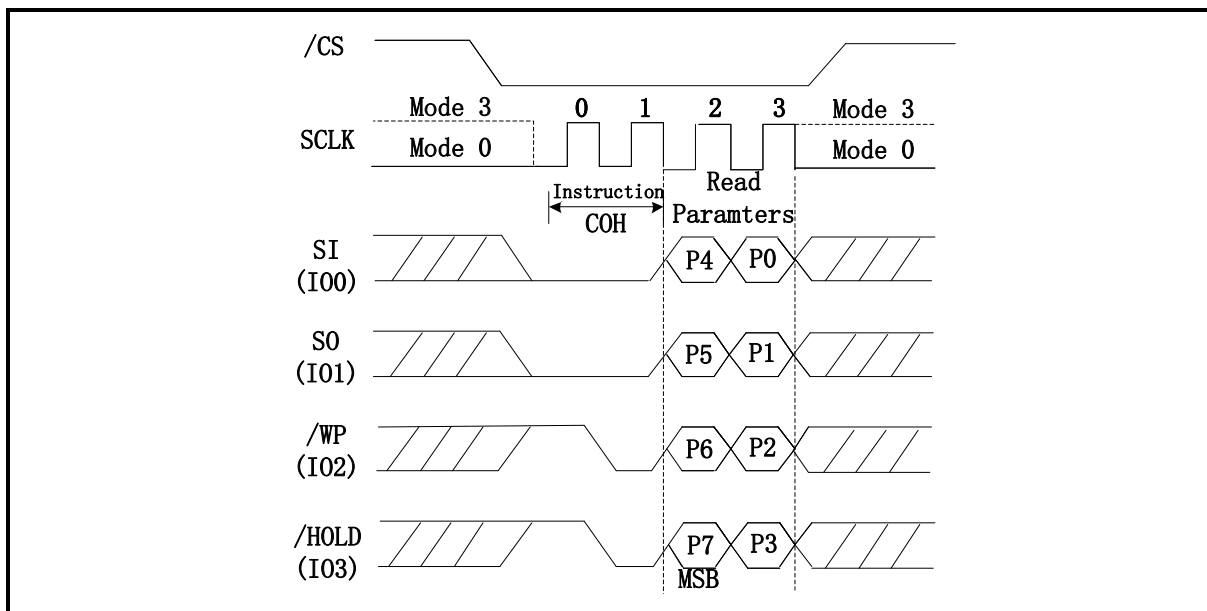 /CS
Mode 3 0 1 2 3 Mode 3
SCLK
Mode 0 Mode 0
Instruction Read
COH Paramters
SI
(IO0)
P4 P0
SO
(IO1)
P5 P1
/WP
(IO2)
P6 P2
/HOLD
(IO3)
P7 P3
MSB